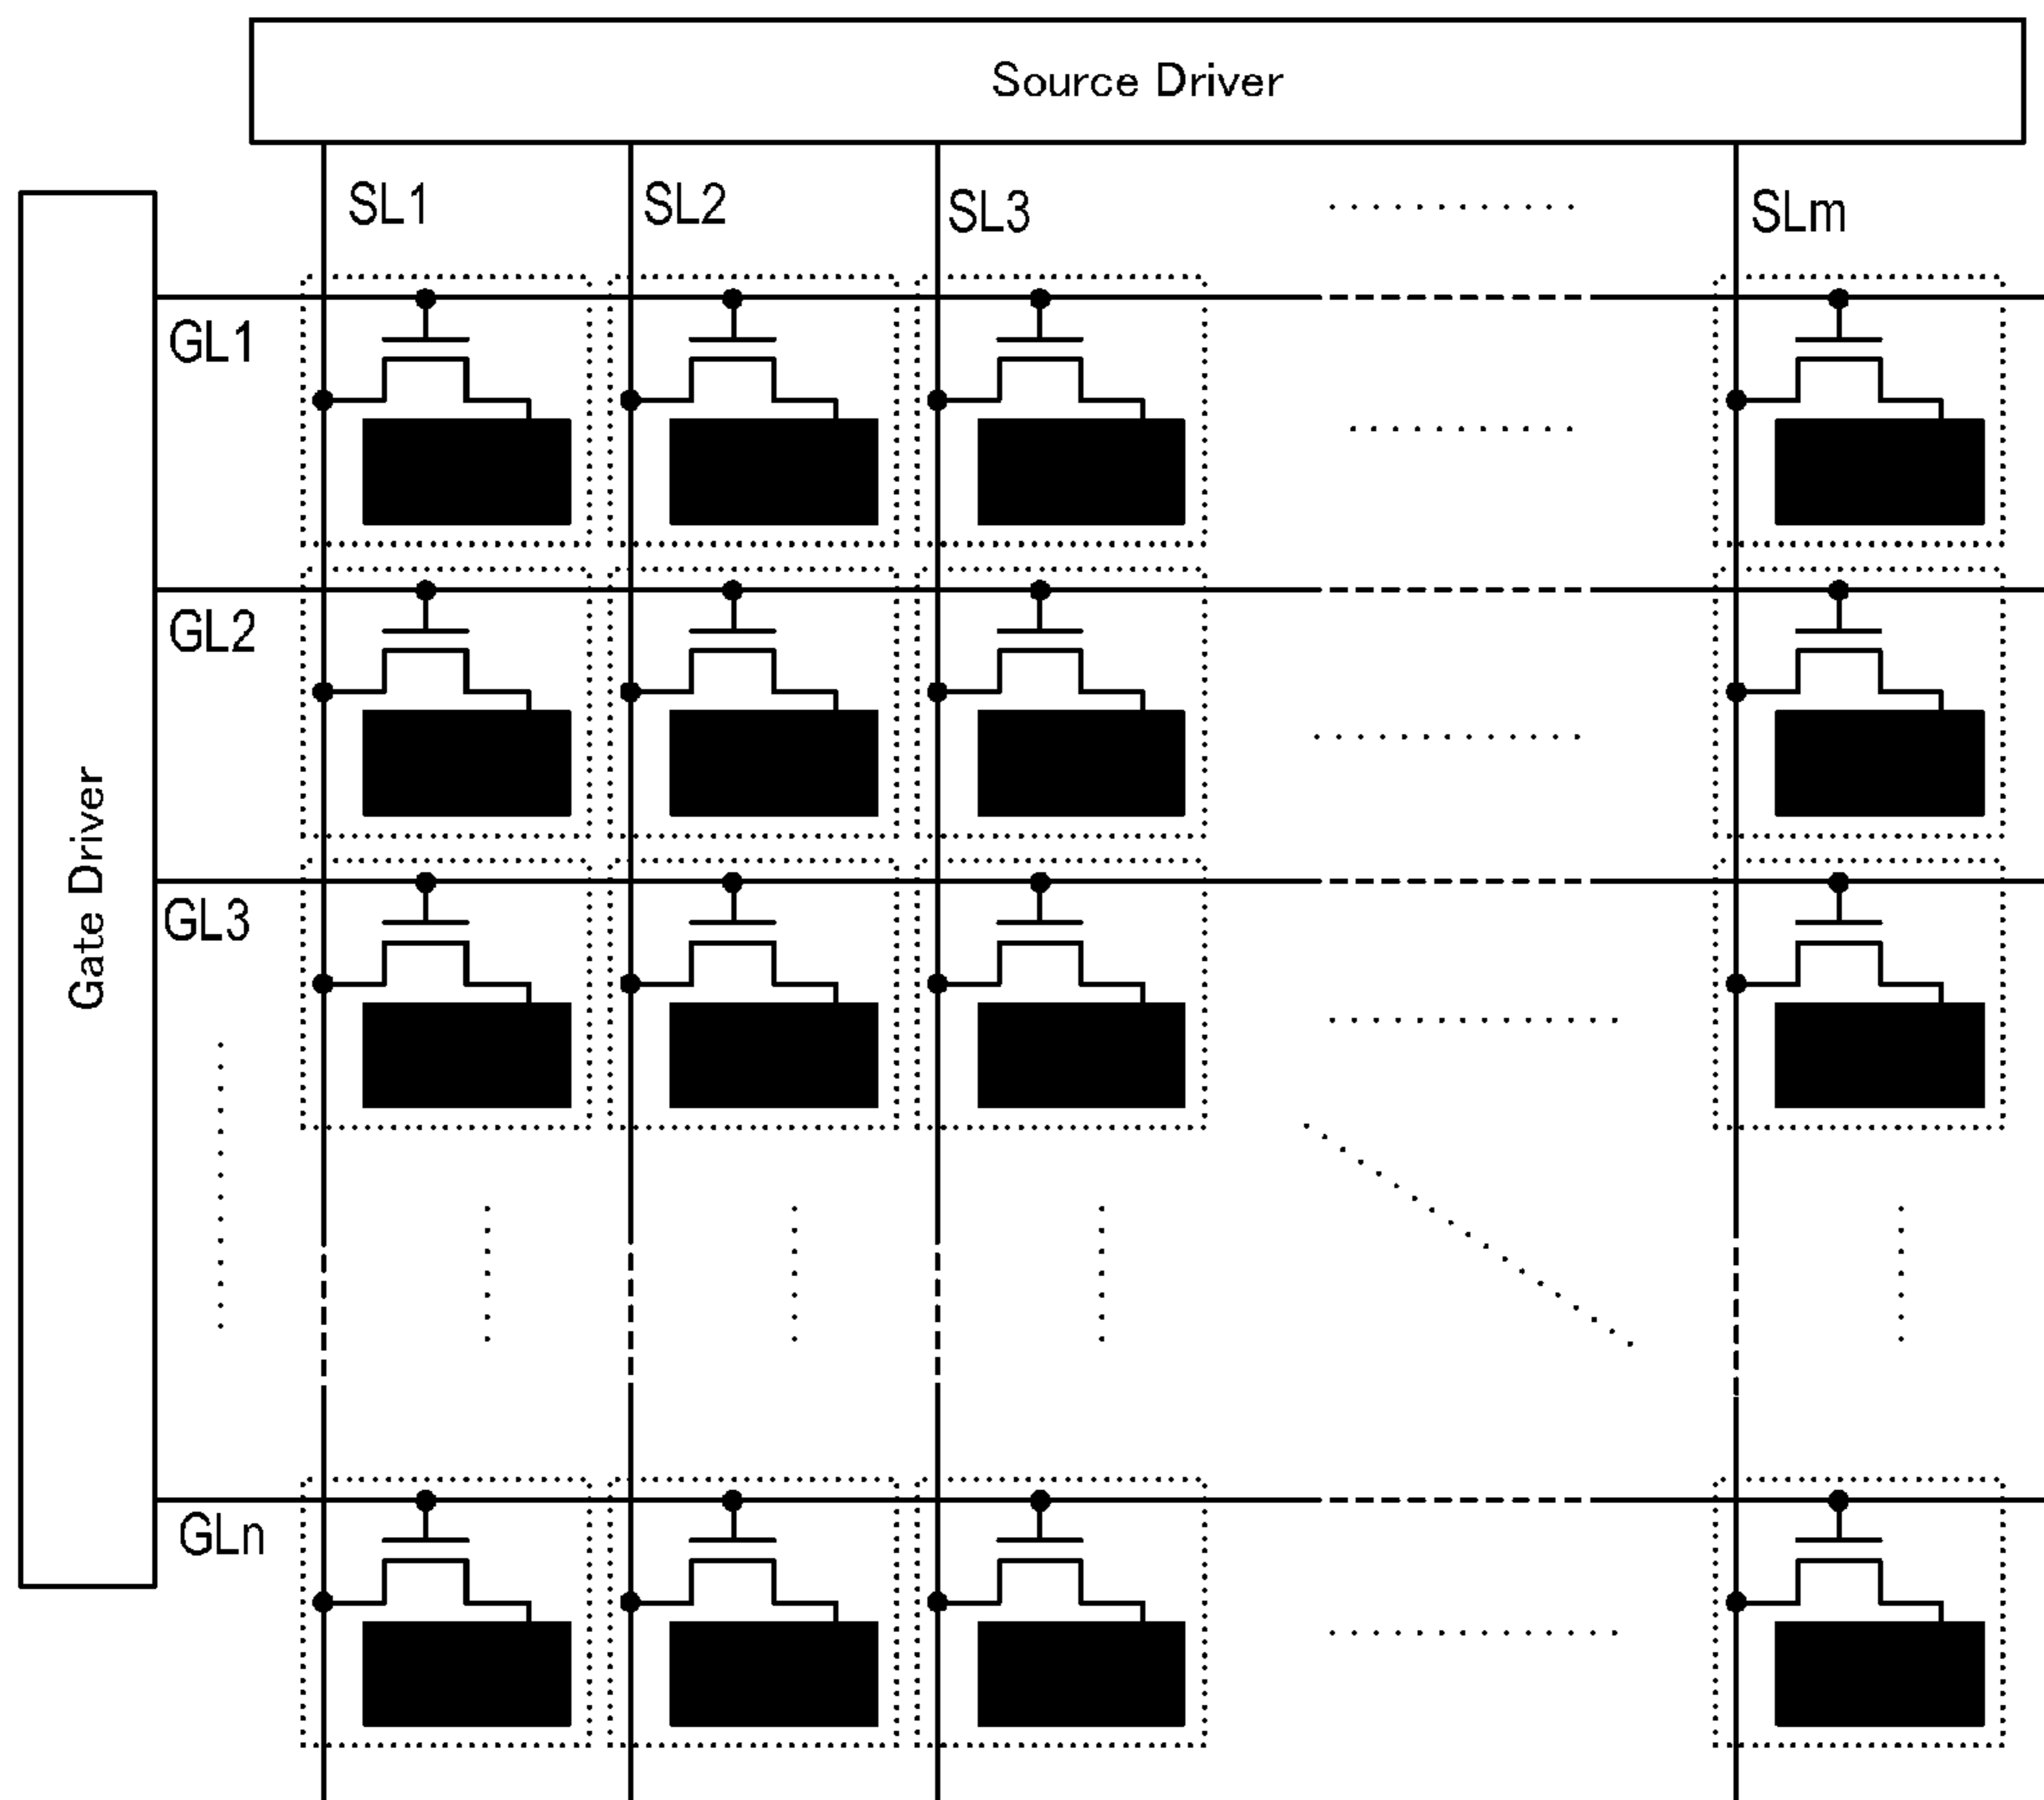 Source Driver
SL1
SL2
SL3
SLm
GL1
GL2
GL3
GLn
Gate Driver